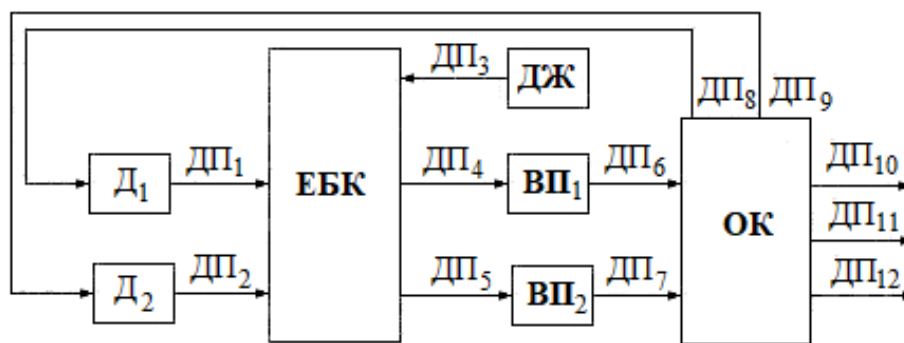 ДП₃
ДЖ
ДП₈
ДП₉
Д₁
ДП₁
ЕБК
ДП₄
ВП₁
ДП₆
ОК
ДП₁₀
ДП₁₁
Д₂
ДП₂
ДП₅
ВП₂
ДП₇
ДП₁₂